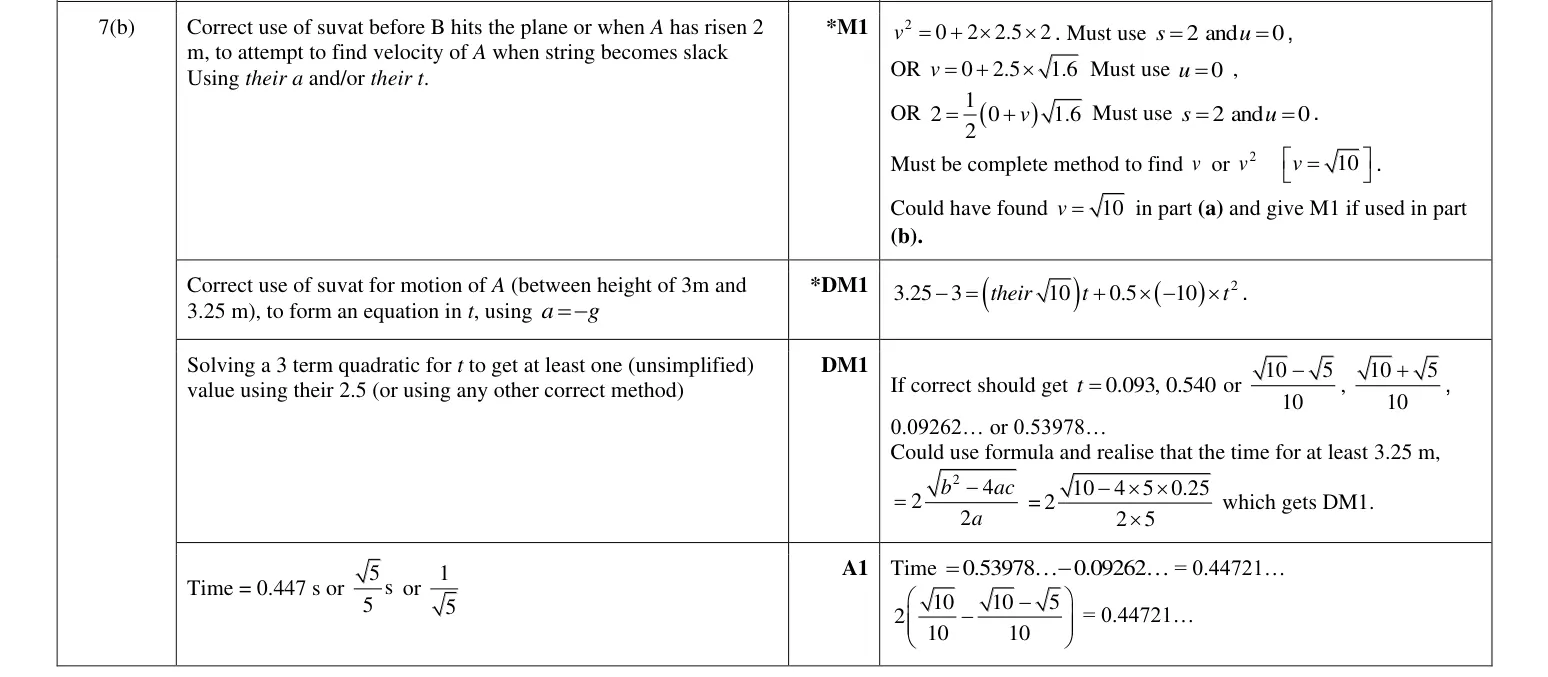 7(b)
Correct use of suvat before B hits the plane or when A has risen 2
m, to attempt to find velocity of A when string becomes slack
Using their a and/or their t.
*M1
v² = 0 + 2 × 2.5 × 2. Must use s = 2 and u = 0,
OR v = 0 + 2.5 × √1.6 Must use u = 0 ,
OR 2 = 1/2 (0 + v)√1.6 Must use s = 2 and u = 0.
Must be complete method to find v or v² [v = √10].
Could have found v = √10 in part (a) and give M1 if used in part
(b).
Correct use of suvat for motion of A (between height of 3m and
3.25 m), to form an equation in t, using a = −g
*DM1
3.25 − 3 = (their √10)t + 0.5 × (−10) × t².
Solving a 3 term quadratic for t to get at least one (unsimplified)
value using their 2.5 (or using any other correct method)
DM1
If correct should get t = 0.093, 0.540 or (√10 − √5)/10, (√10 + √5)/10,
0.09262… or 0.53978…
Could use formula and realise that the time for at least 3.25 m,
= 2 √(b² − 4ac)/2a = 2 √(10 − 4 × 5 × 0.25)/(2 × 5) which gets DM1.
Time = 0.447 s or √5/5 s or 1/√5
A1
Time = 0.53978… − 0.09262… = 0.44721…
2(√10/10 − (√10 − √5)/10) = 0.44721…